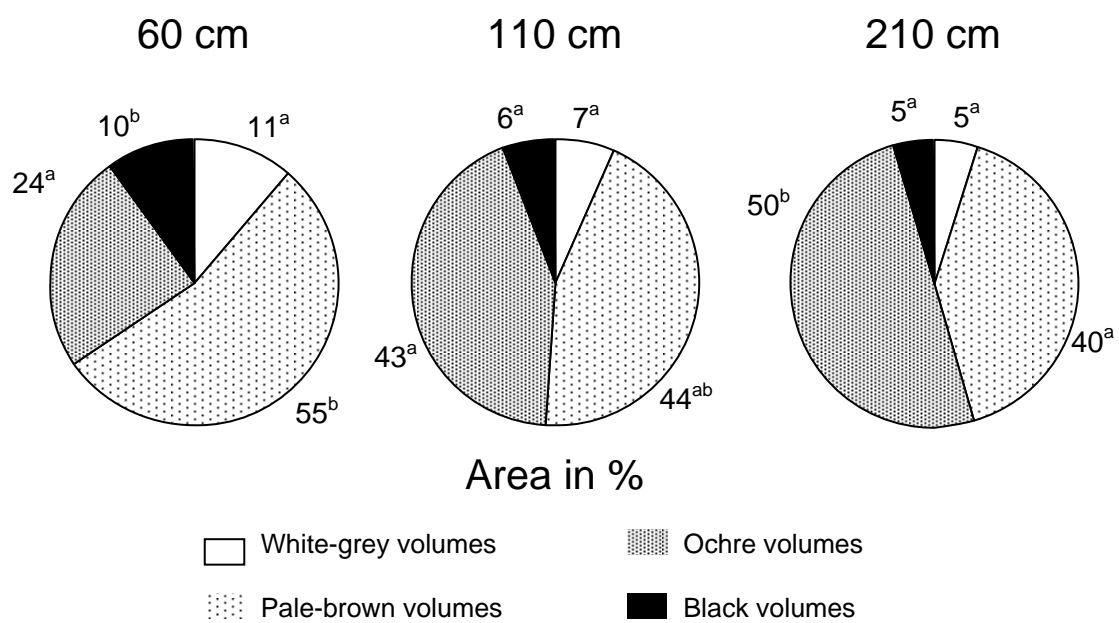 60 cm 110 cm 210 cm
10ᵇ 11ᵃ 6ᵃ 7ᵃ 5ᵃ 5ᵃ
24ᵃ 50ᵇ
43ᵃ 40ᵃ
55ᵇ 44ᵃᵇ
Area in %
White-grey volumes Ochre volumes
Pale-brown volumes Black volumes